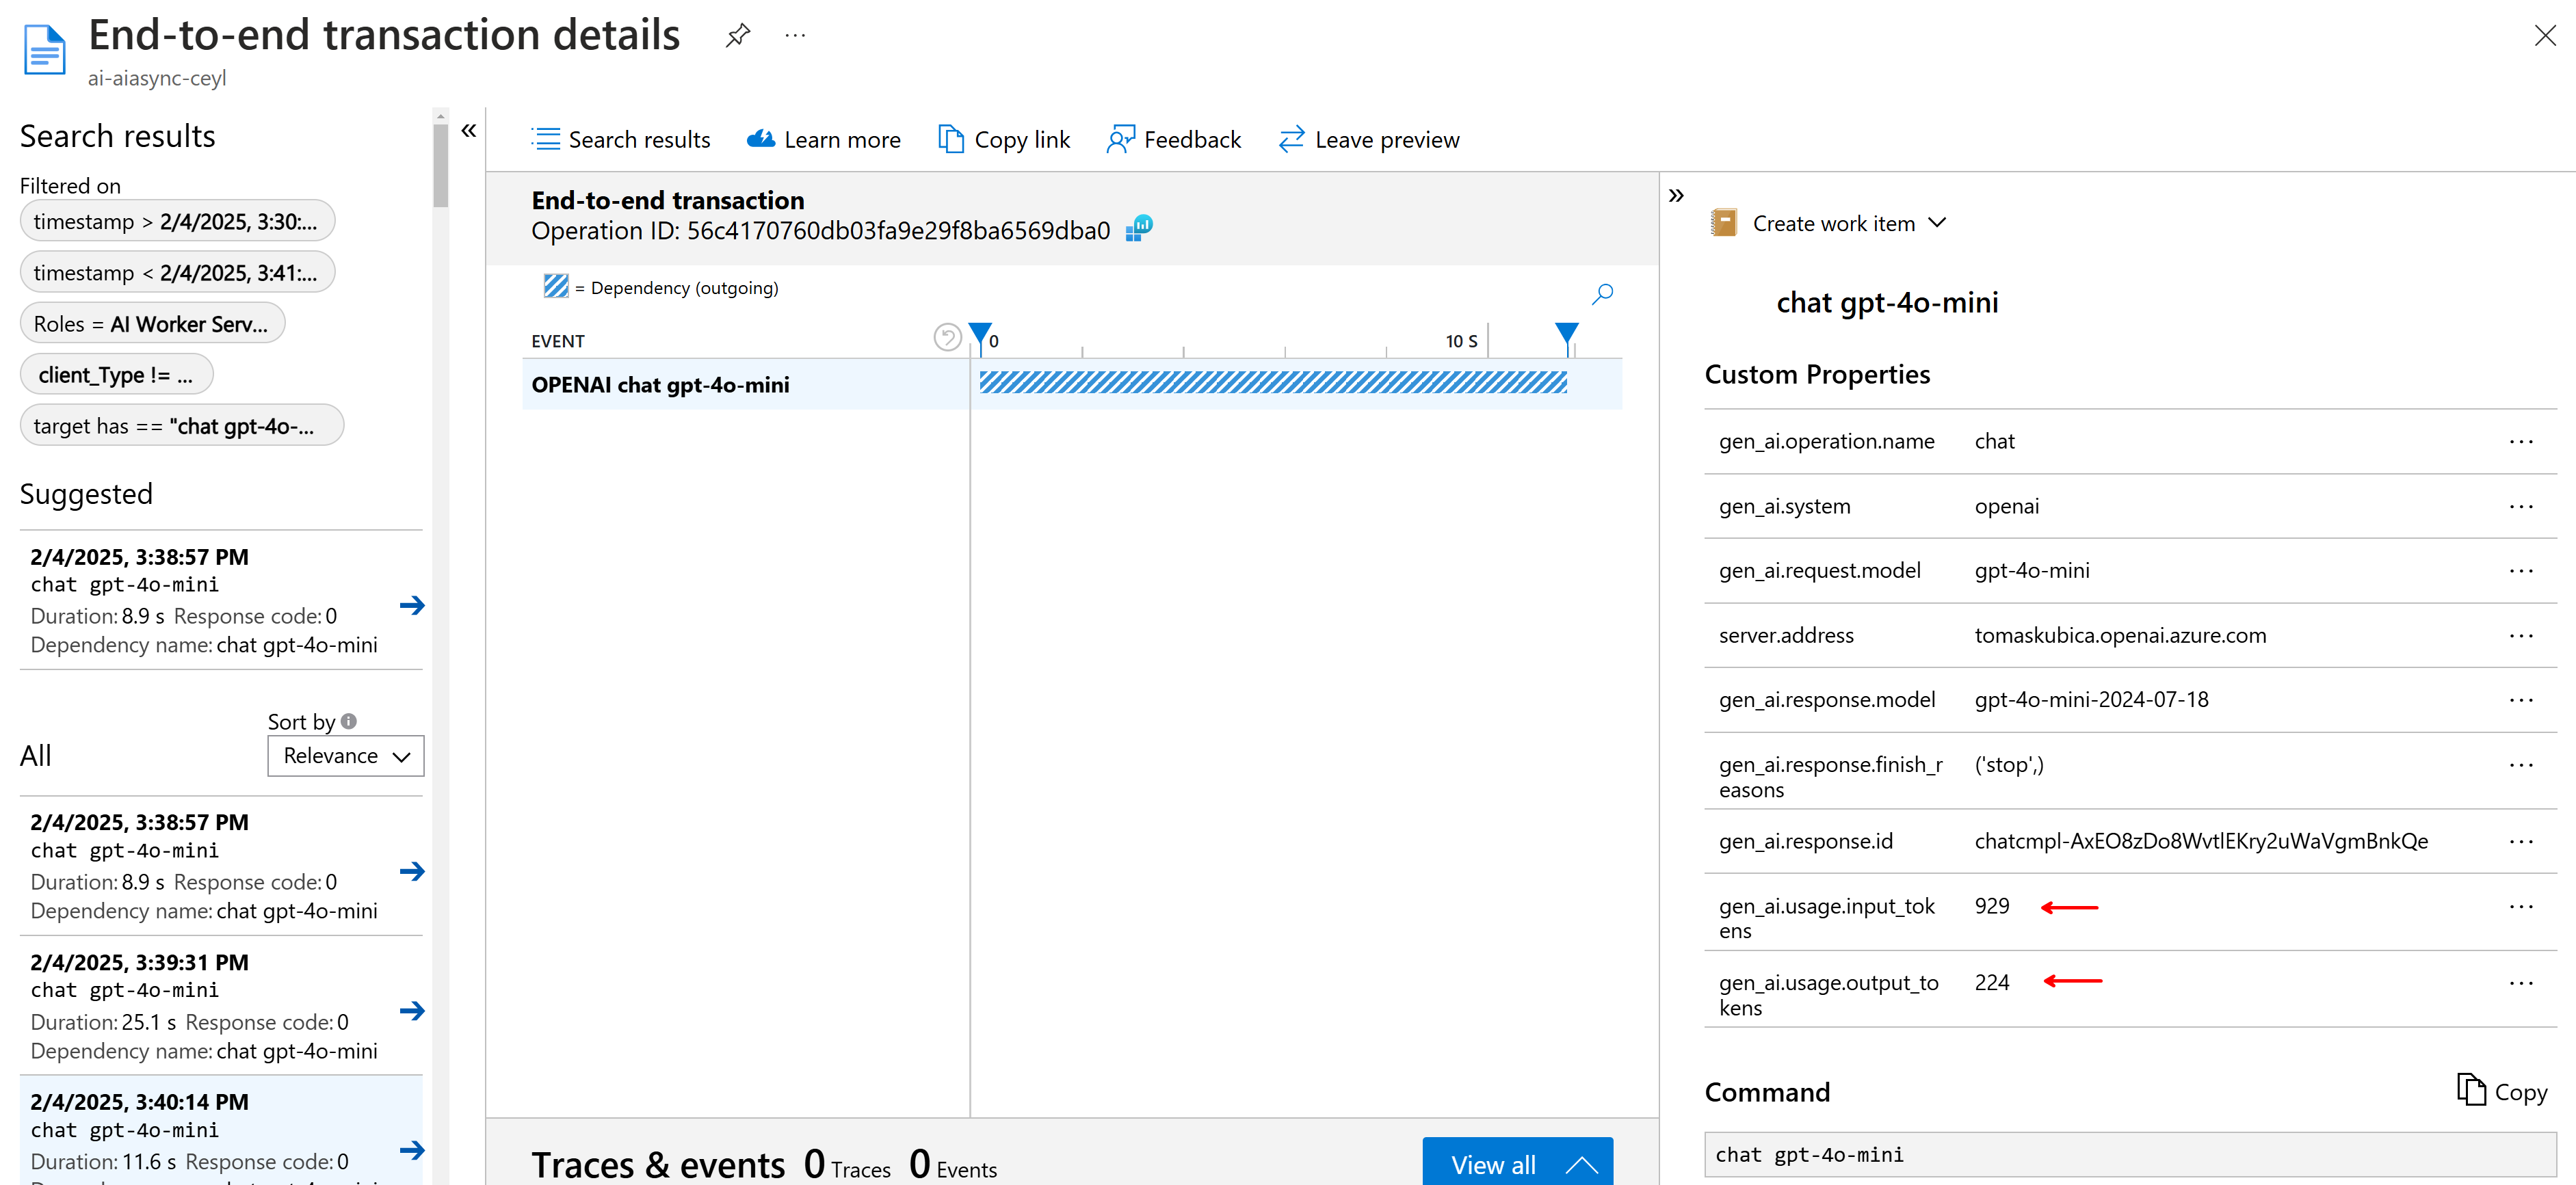 End-to-end transaction details
...
ai-aiasync-ceyl
Search results
Filtered on
timestamp > 2/4/2025, 3:30:...
timestamp < 2/4/2025, 3:41:...
Roles = AI Worker Serv...
client_Type != ...
target has == "chat gpt-4o-...
Suggested
2/4/2025, 3:38:57 PM
chat gpt-4o-mini
Duration: 8.9 s Response code: 0
Dependency name: chat gpt-4o-mini
Sort by
All
Relevance
2/4/2025, 3:38:57 PM
chat gpt-4o-mini
Duration: 8.9 s Response code: 0
Dependency name: chat gpt-4o-mini
2/4/2025, 3:39:31 PM
chat gpt-4o-mini
Duration: 25.1 s Response code: 0
Dependency name: chat gpt-4o-mini
2/4/2025, 3:40:14 PM
chat gpt-4o-mini
Duration: 11.6 s Response code: 0
Search results Learn more Copy link Feedback Leave preview
End-to-end transaction
Operation ID: 56c4170760db03fa9e29f8ba6569dba0
= Dependency (outgoing)
EVENT 0 10 S
OPENAI chat gpt-4o-mini
Traces & events 0 Traces 0 Events
View all
Create work item
chat gpt-4o-mini
Custom Properties
gen_ai.operation.name chat ...
gen_ai.system openai ...
gen_ai.request.model gpt-4o-mini ...
server.address tomaskubica.openai.azure.com ...
gen_ai.response.model gpt-4o-mini-2024-07-18 ...
gen_ai.response.finish_r ('stop',) ...
easons
gen_ai.response.id chatcmpl-AxEO8zDo8WvtlEKry2uWaVgmBnkQe ...
gen_ai.usage.input_tok 929 ...
ens
gen_ai.usage.output_to 224 ...
kens
Command
Copy
chat gpt-4o-mini